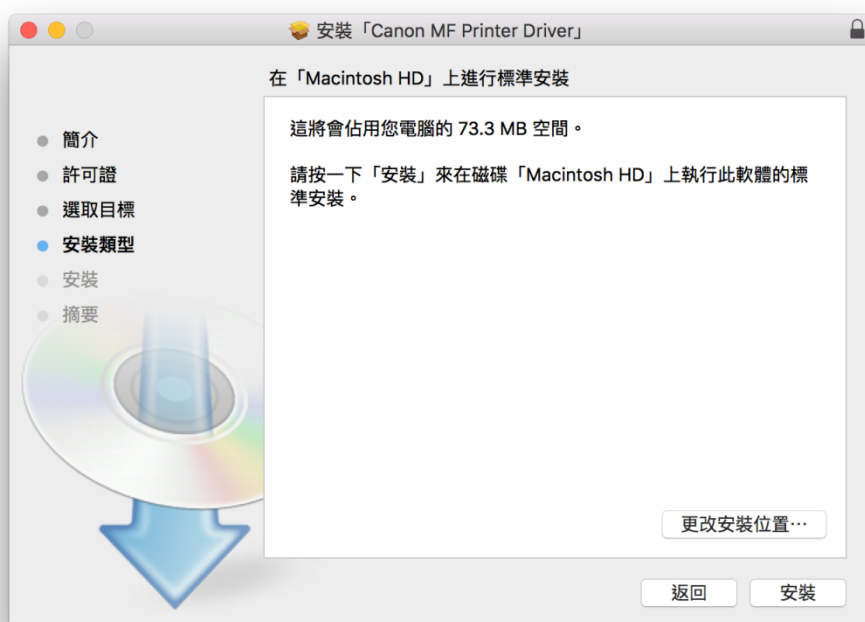 安裝「Canon MF Printer Driver」
在「Macintosh HD」上進行標準安裝
簡介
許可證
選取目標
安裝類型
安裝
摘要
這將會佔用您電腦的 73.3 MB 空間。
請按一下「安裝」來在磁碟「Macintosh HD」上執行此軟體的標
準安裝。
更改安裝位置⋯
返回
安裝